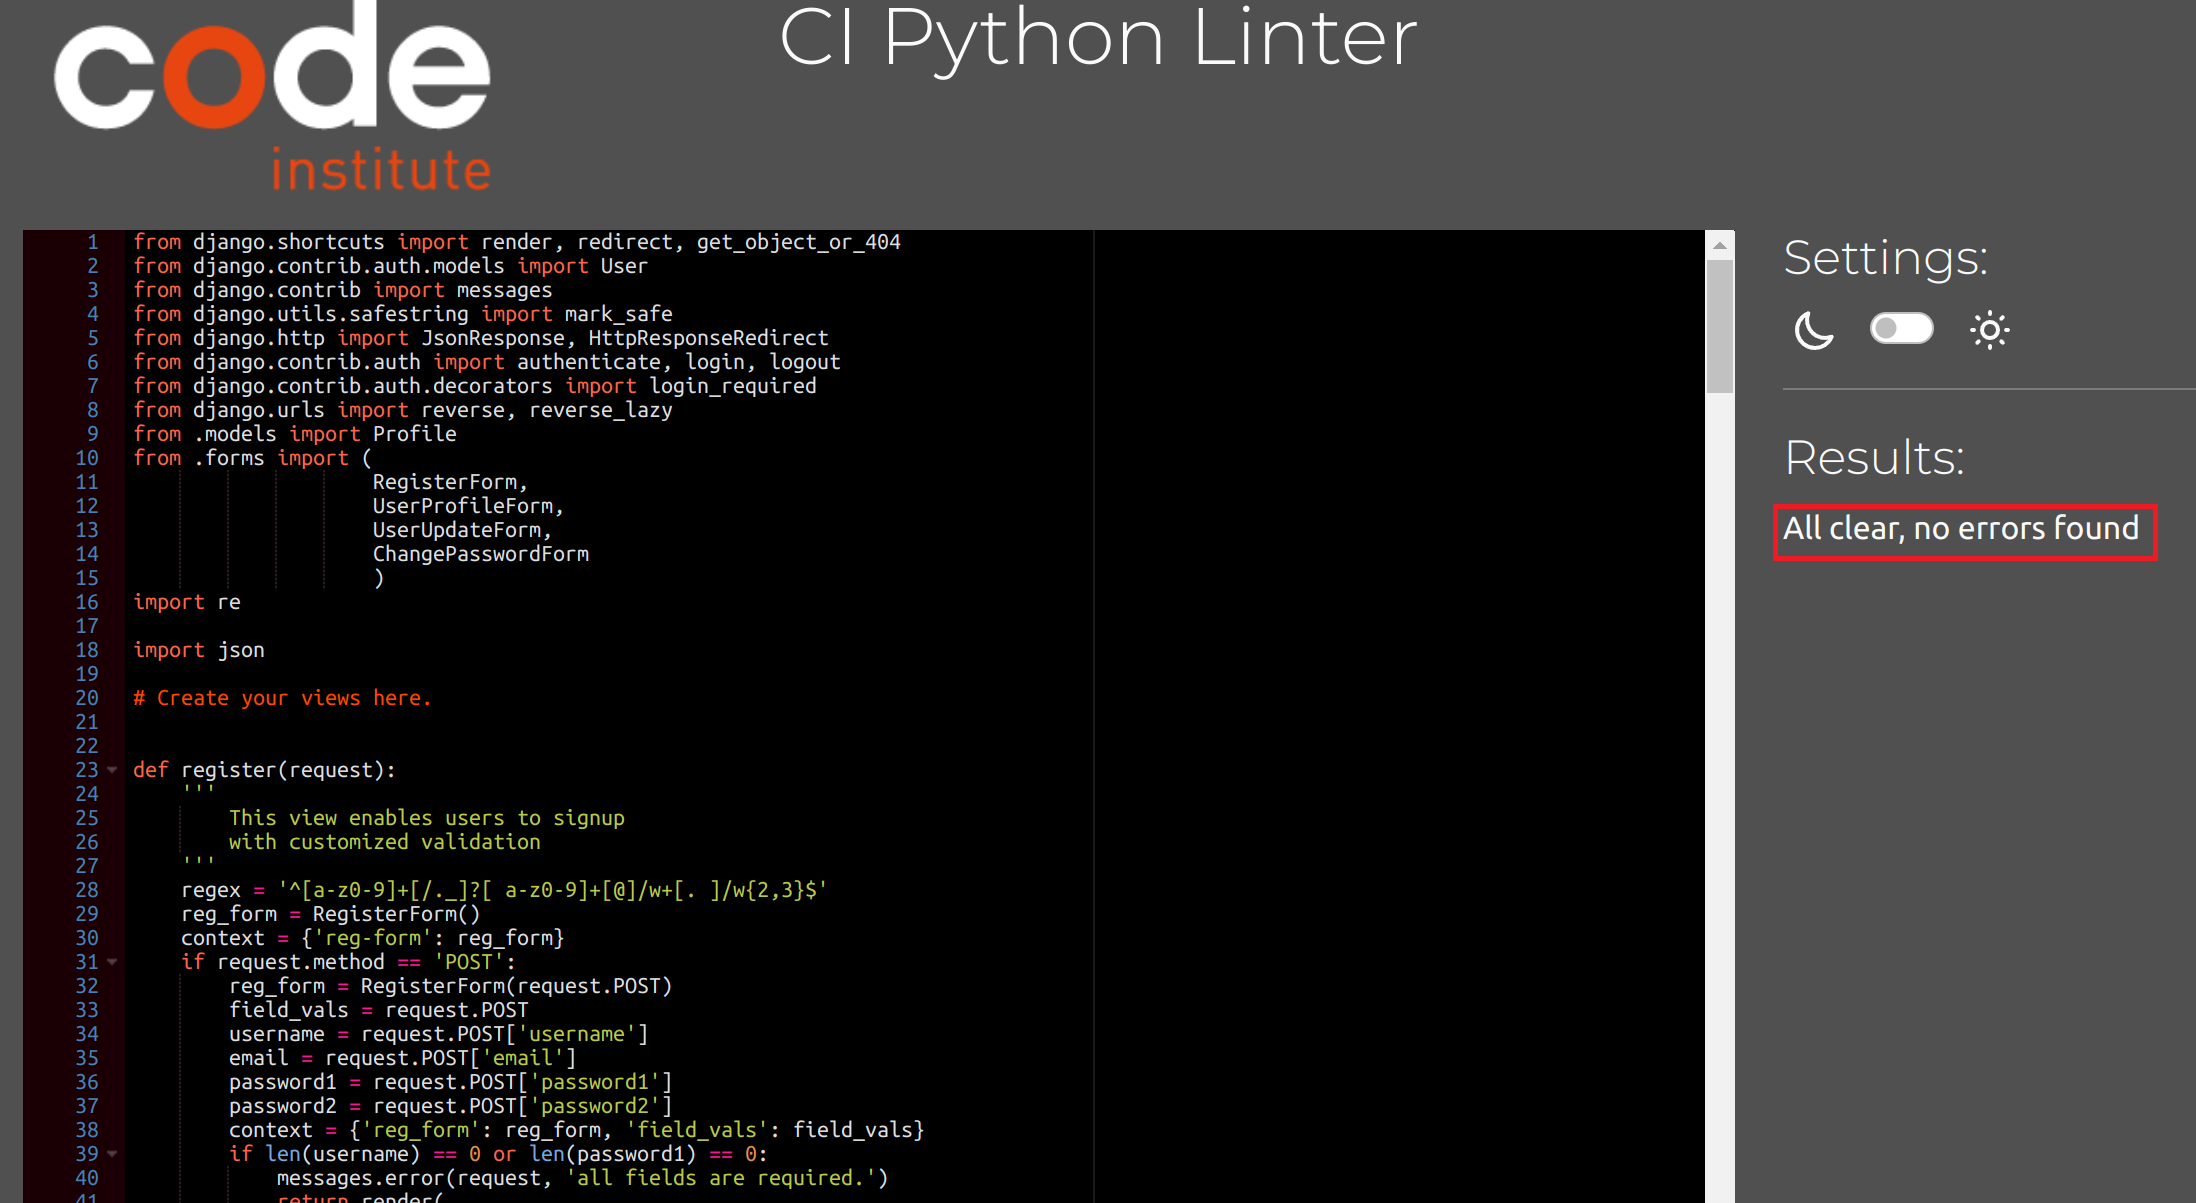 code
institute
CI Python Linter
1 from django.shortcuts import render, redirect, get_object_or_404
2 from django.contrib.auth.models import User
3 from django.contrib import messages
4 from django.utils.safestring import mark_safe
5 from django.http import JsonResponse, HttpResponseRedirect
6 from django.contrib.auth import authenticate, login, logout
7 from django.contrib.auth.decorators import login_required
8 from django.urls import reverse, reverse_lazy
9 from .models import Profile
10 from .forms import (
11 RegisterForm,
12 UserProfileForm,
13 UserUpdateForm,
14 ChangePasswordForm
15 )
16 import re
17
18 import json
19
20 # Create your views here.
21
22
23 def register(request):
24 '''
25 This view enables users to signup
26 with customized validation
27 '''
28 regex = '^[a-z0-9]+[/._]?[ a-z0-9]+[@]/w+[. ]/w{2,3}$'
29 reg_form = RegisterForm()
30 context = {'reg-form': reg_form}
31 if request.method == 'POST':
32 reg_form = RegisterForm(request.POST)
33 field_vals = request.POST
34 username = request.POST['username']
35 email = request.POST['email']
36 password1 = request.POST['password1']
37 password2 = request.POST['password2']
38 context = {'reg_form': reg_form, 'field_vals': field_vals}
39 if len(username) == 0 or len(password1) == 0:
40 messages.error(request, 'all fields are required.')
41 return render(
Settings:
Results:
All clear, no errors found